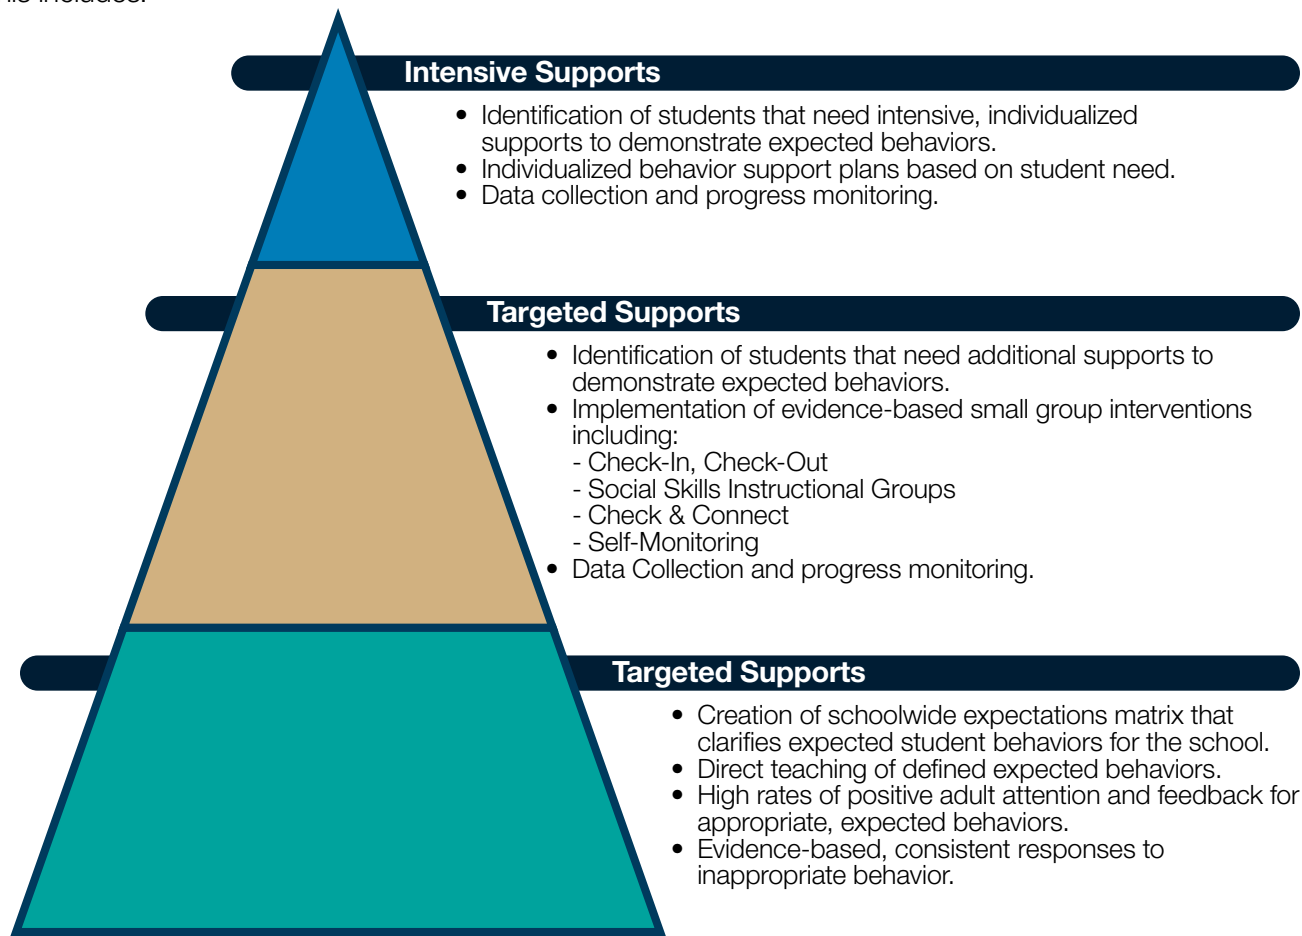 Intensive Supports
• Identification of students that need intensive, individualized
supports to demonstrate expected behaviors.
• Individualized behavior support plans based on student need.
• Data collection and progress monitoring.
Targeted Supports
• Identification of students that need additional supports to
demonstrate expected behaviors.
• Implementation of evidence-based small group interventions
including:
- Check-In, Check-Out
- Social Skills Instructional Groups
- Check & Connect
- Self-Monitoring
• Data Collection and progress monitoring.
Targeted Supports
• Creation of schoolwide expectations matrix that
clarifies expected student behaviors for the school.
• Direct teaching of defined expected behaviors.
• High rates of positive adult attention and feedback for
appropriate, expected behaviors.
• Evidence-based, consistent responses to
inappropriate behavior.